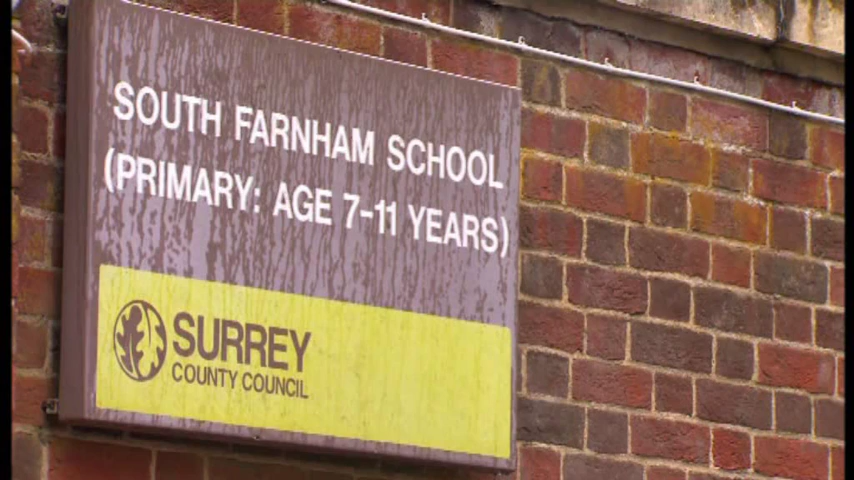 SOUTH FARNHAM SCHOOL
(PRIMARY: AGE 7-11 YEARS)
SURREY
COUNTY COUNCIL